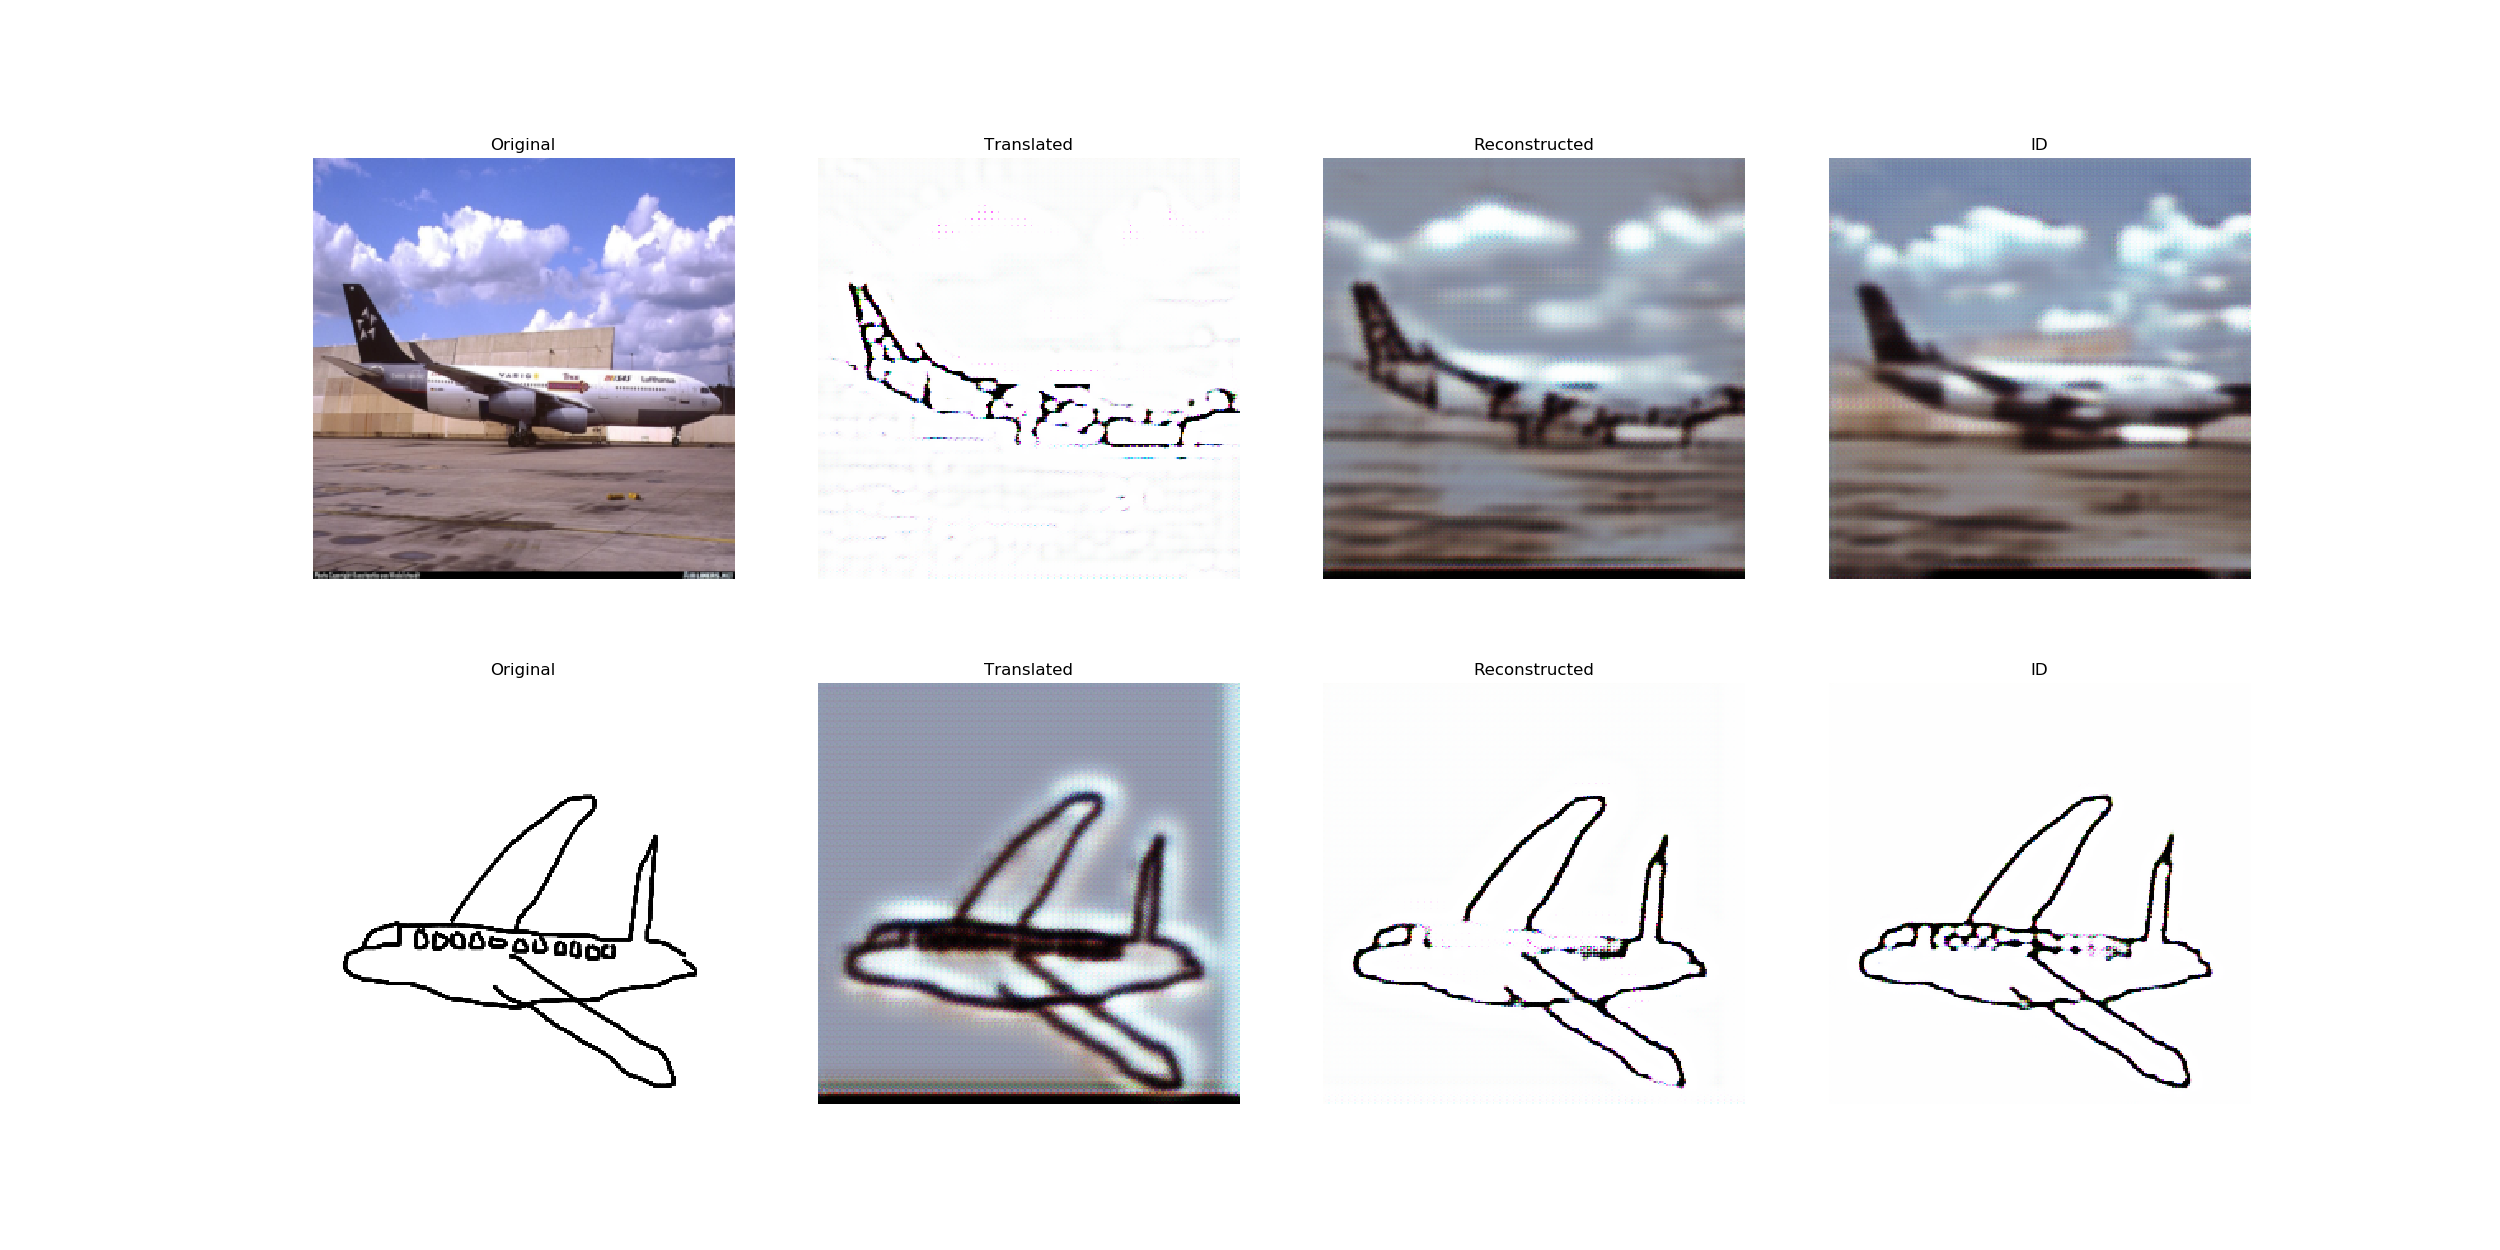 Original
Translated
Reconstructed
ID
Original
Translated
Reconstructed
ID